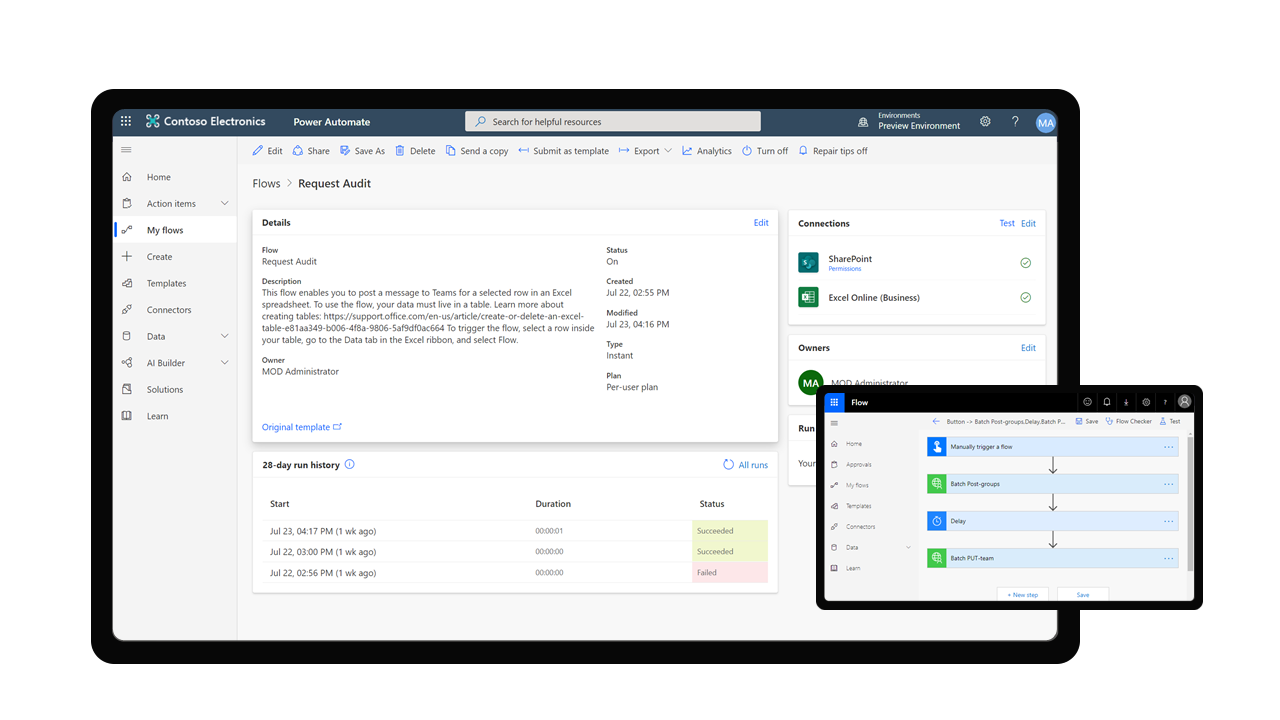 Contoso Electronics
Power Automate
Search for helpful resources
Environments
Preview Environment
?
MA
Edit
Share
Save As
Delete
Send a copy
Submit as template
Export
Analytics
Turn off
Repair tips off
Home
Action items
My flows
Create
Templates
Connectors
Data
AI Builder
Solutions
Learn
Flows > Request Audit
Details
Edit
Flow
Request Audit
Description
This flow enables you to post a message to Teams for a selected row in an Excel
spreadsheet. To use the flow, your data must live in a table. Learn more about
creating tables: https://support.office.com/en-us/article/create-or-delete-an-excel-
table-e81aa349-b006-4f8a-9806-5af9df0ac664 To trigger the flow, select a row inside
your table, go to the Data tab in the Excel ribbon, and select Flow.
Owner
MOD Administrator
Original template
Status
On
Created
Jul 22, 02:55 PM
Modified
Jul 23, 04:16 PM
Type
Instant
Plan
Per-user plan
28-day run history
All runs
Start Duration Status
Jul 23, 04:17 PM (1 wk ago) 00:00:01 Succeeded
Jul 22, 03:00 PM (1 wk ago) 00:00:00 Succeeded
Jul 22, 02:56 PM (1 wk ago) 00:00:00 Failed
Connections
Test Edit
SharePoint
Permissions
Excel Online (Business)
Owners
Edit
MA
MOD Administrator
Run
Your
Flow
?
Button -> Batch Post-groups,Delay,Batch P...
Save
Flow Checker
Test
Home
Approvals
My flows
Templates
Connectors
Data
Learn
Manually trigger a flow
Batch Post-groups
Delay
Batch PUT-team
+ New step
Save